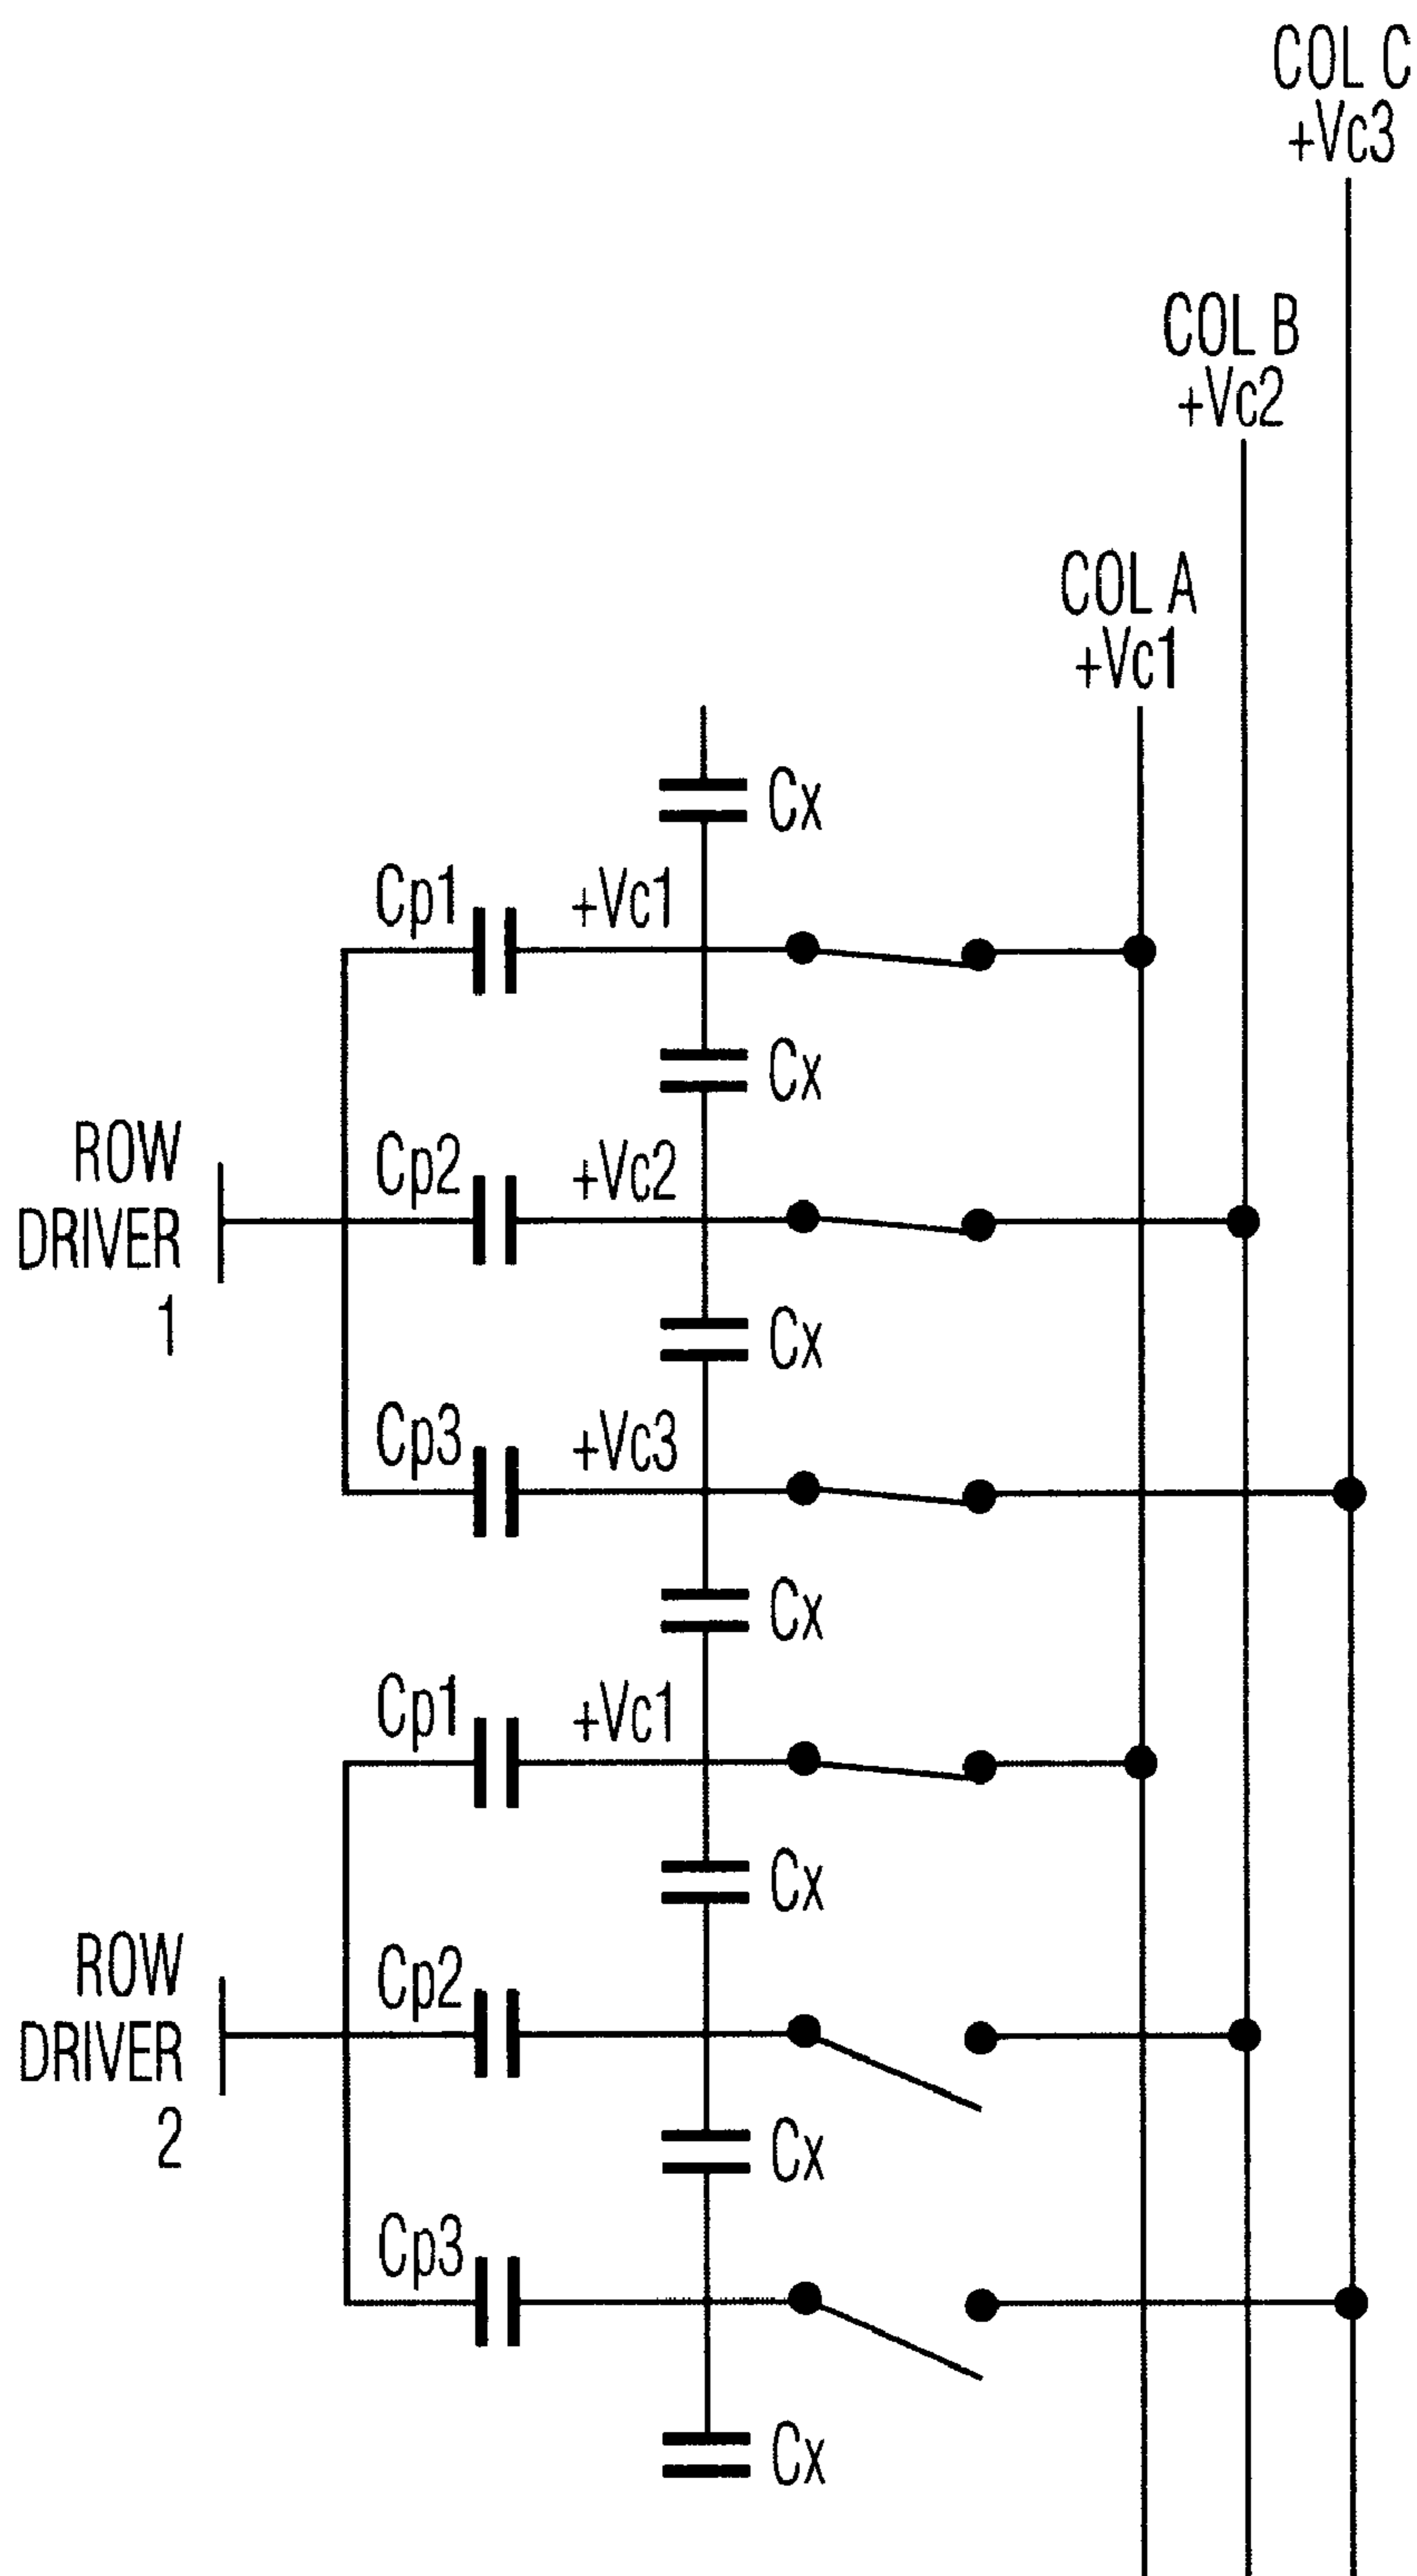 COL C
+Vc3
COL B
+Vc2
COL A
+Vc1
Cx
Cp1
+Vc1
Cx
ROW
DRIVER
1
Cp2
+Vc2
Cx
Cp3
+Vc3
Cx
Cp1
+Vc1
Cx
ROW
DRIVER
2
Cp2
Cx
Cp3
Cx